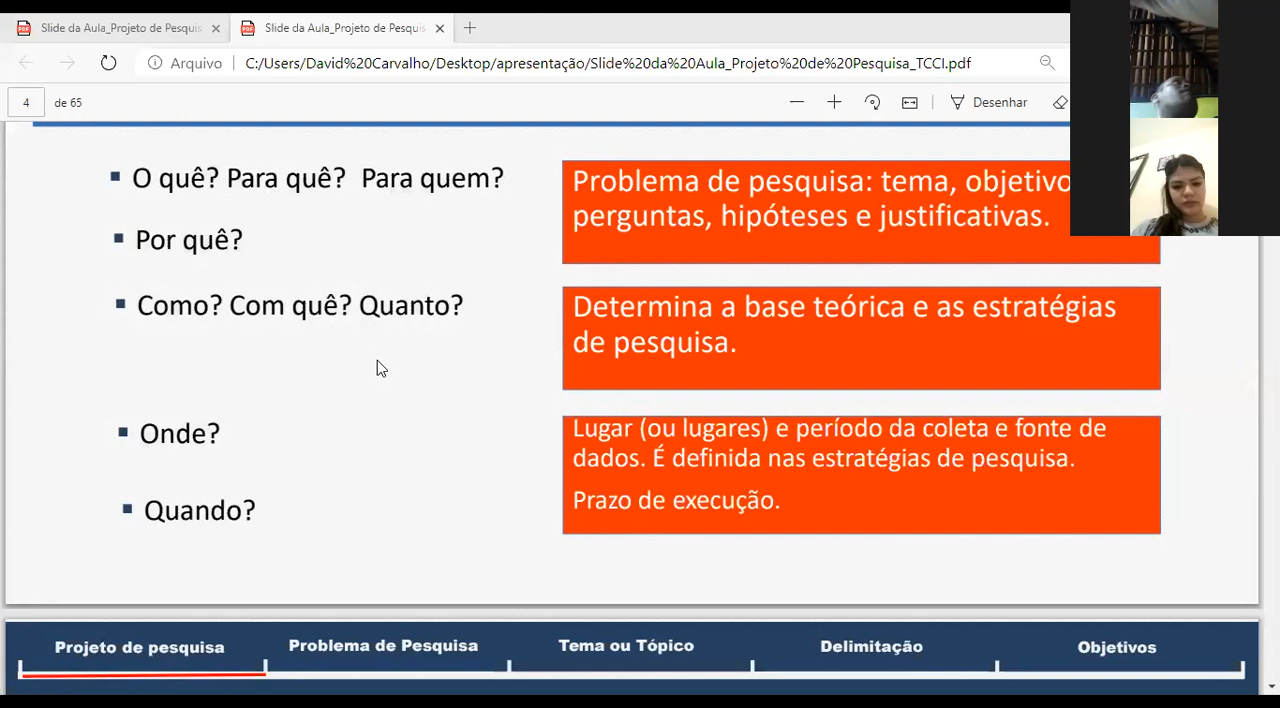 Slide da Aula_Projeto de Pesquis
Slide da Aula_Projeto de Pesquis
Arquivo
C:/Users/David%20Carvalho/Desktop/apresentação/Slide%20da%20Aula_Projeto%20de%20Pesquisa_TCCI.pdf
4 de 65
Desenhar
O quê? Para quê? Para quem?
Por quê?
Problema de pesquisa: tema, objetivo
perguntas, hipóteses e justificativas.
Como? Com quê? Quanto?
Determina a base teórica e as estratégias
de pesquisa.
Onde?
Lugar (ou lugares) e período da coleta e fonte de
dados. É definida nas estratégias de pesquisa.
Quando?
Prazo de execução.
Projeto de pesquisa
Problema de Pesquisa
Tema ou Tópico
Delimitação
Objetivos